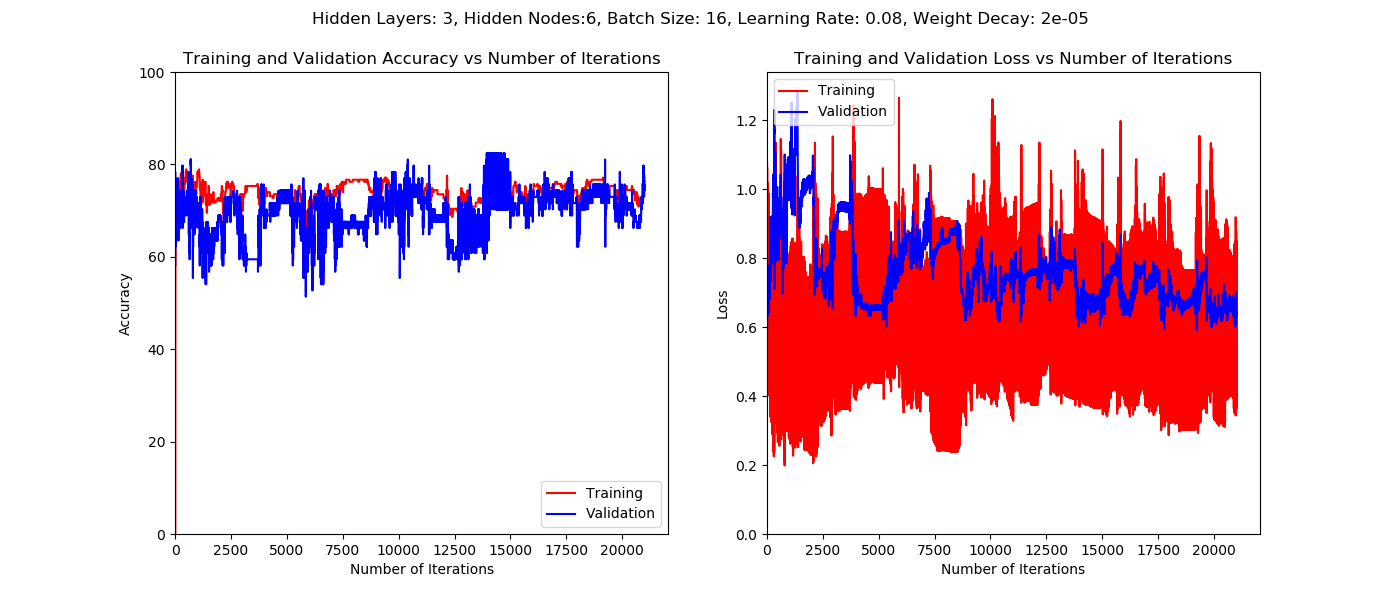 Hidden Layers: 3, Hidden Nodes:6, Batch Size: 16, Learning Rate: 0.08, Weight Decay: 2e-05
Training and Validation Accuracy vs Number of Iterations
100
80
60
40
20
0
Accuracy
0 2500 5000 7500 10000 12500 15000 17500 20000
Number of Iterations
Training
Validation
Training and Validation Loss vs Number of Iterations
Training
Validation
1.2
1.0
0.8
0.6
0.4
0.2
0.0
Loss
0 2500 5000 7500 10000 12500 15000 17500 20000
Number of Iterations